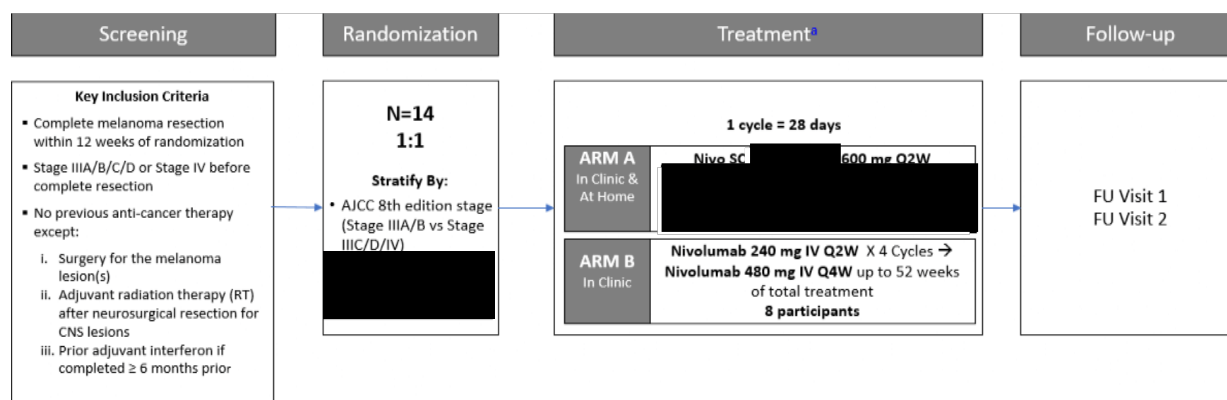 Screening
Randomization
Treatmentª
Follow-up
Key Inclusion Criteria
▪ Complete melanoma resection
within 12 weeks of randomization
▪ Stage IIIA/B/C/D or Stage IV before
complete resection
▪ No previous anti-cancer therapy
except:
i. Surgery for the melanoma
lesion(s)
ii. Adjuvant radiation therapy (RT)
after neurosurgical resection for
CNS lesions
iii. Prior adjuvant interferon if
completed ≥ 6 months prior
N=14
1:1
Stratify By:
• AJCC 8th edition stage
(Stage IIIA/B vs Stage
IIIC/D/IV)
1 cycle = 28 days
ARM A
In Clinic &
At Home
Nivo SC 600 mg Q2W
ARM B
In Clinic
Nivolumab 240 mg IV Q2W X 4 Cycles →
Nivolumab 480 mg IV Q4W up to 52 weeks
of total treatment
8 participants
FU Visit 1
FU Visit 2